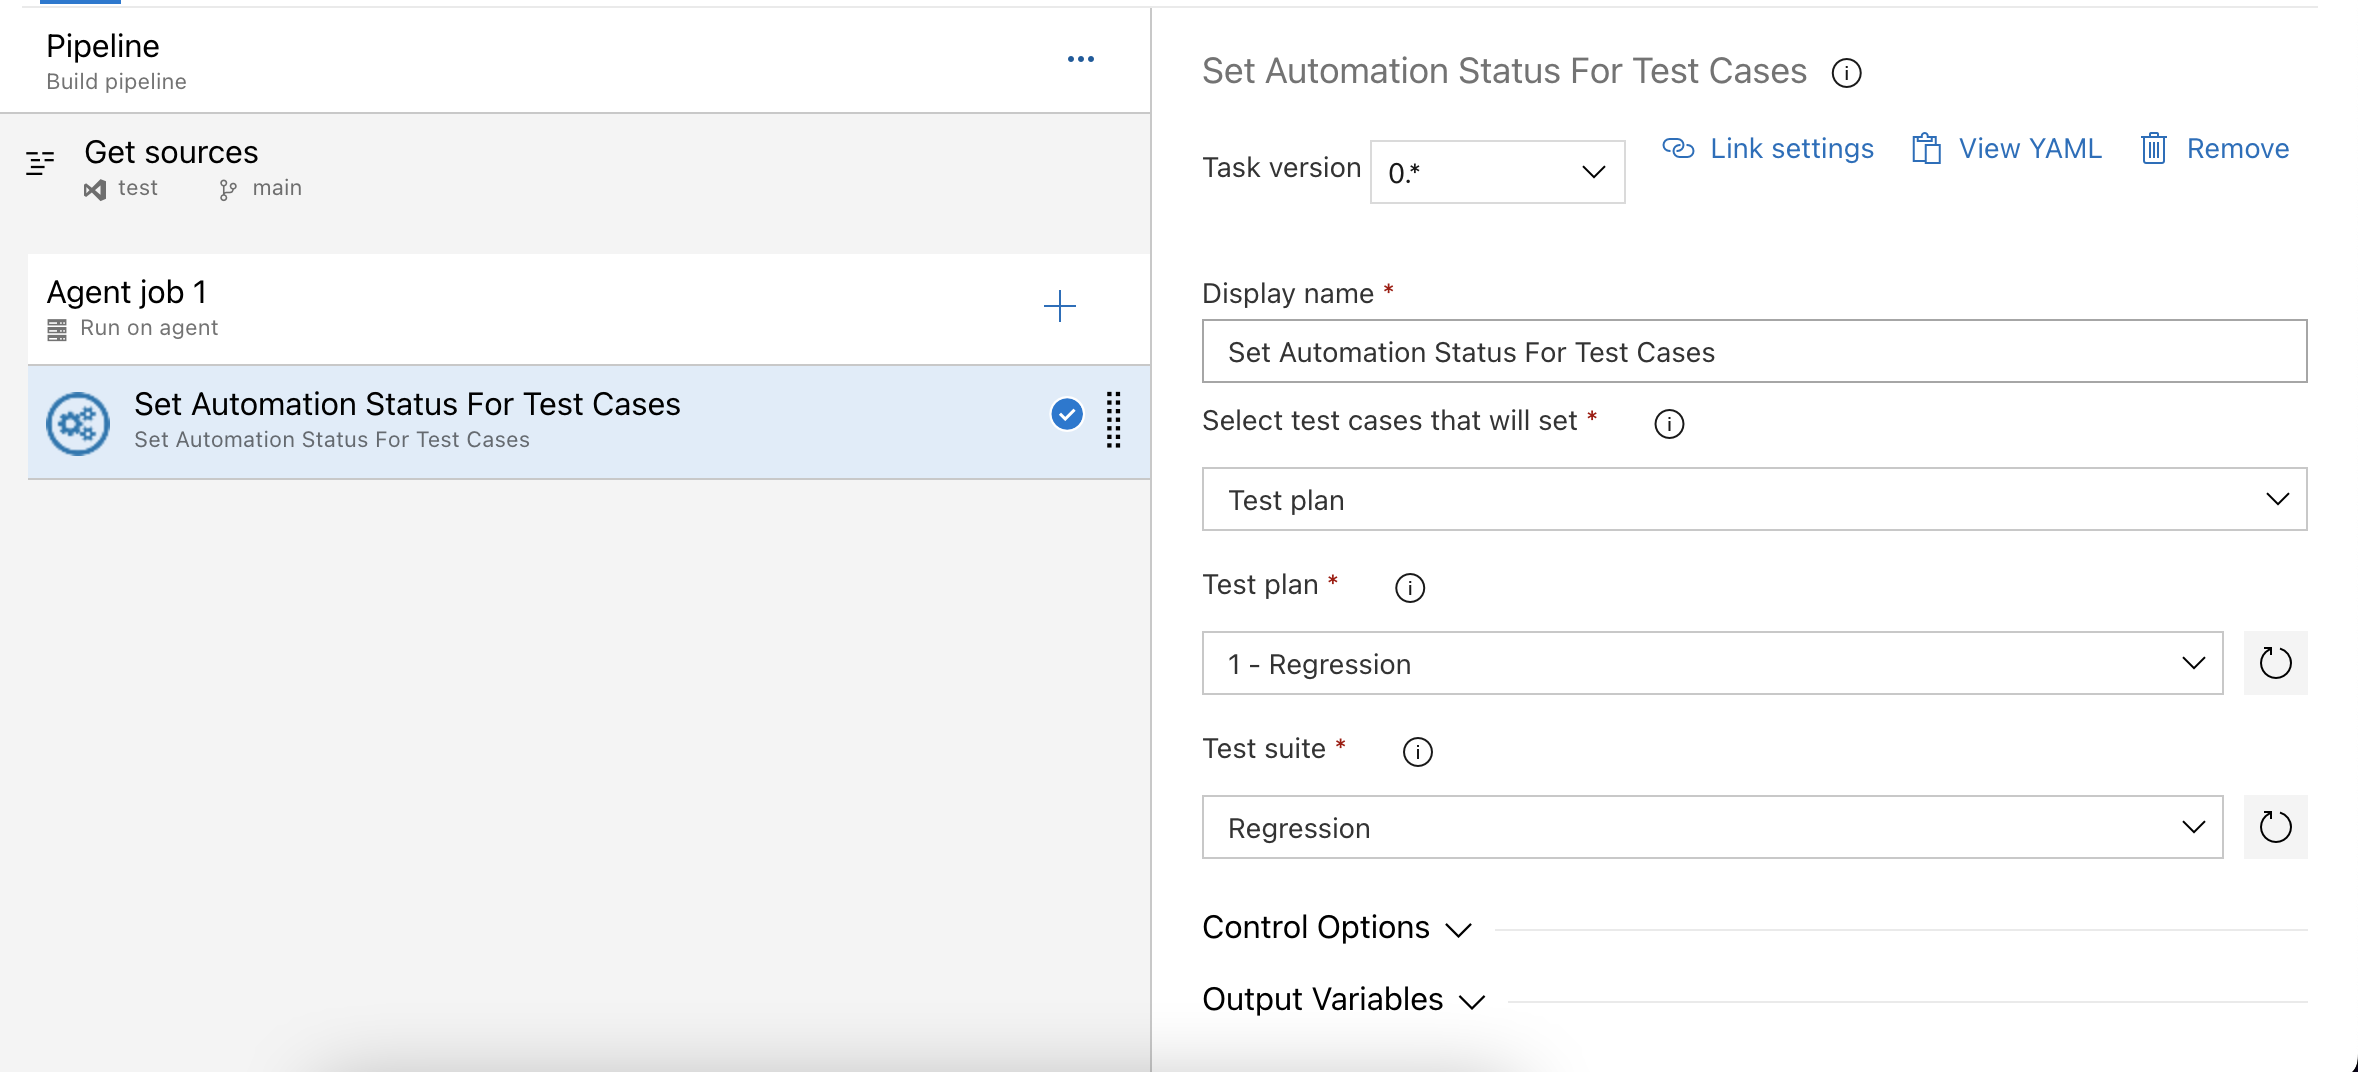 Pipeline
Build pipeline
Get sources
test main
Agent job 1
Run on agent
Set Automation Status For Test Cases
Set Automation Status For Test Cases
Set Automation Status For Test Cases
Task version 0.* Link settings View YAML Remove
Display name *
Set Automation Status For Test Cases
Select test cases that will set *
Test plan
Test plan *
1 - Regression
Test suite *
Regression
Control Options
Output Variables